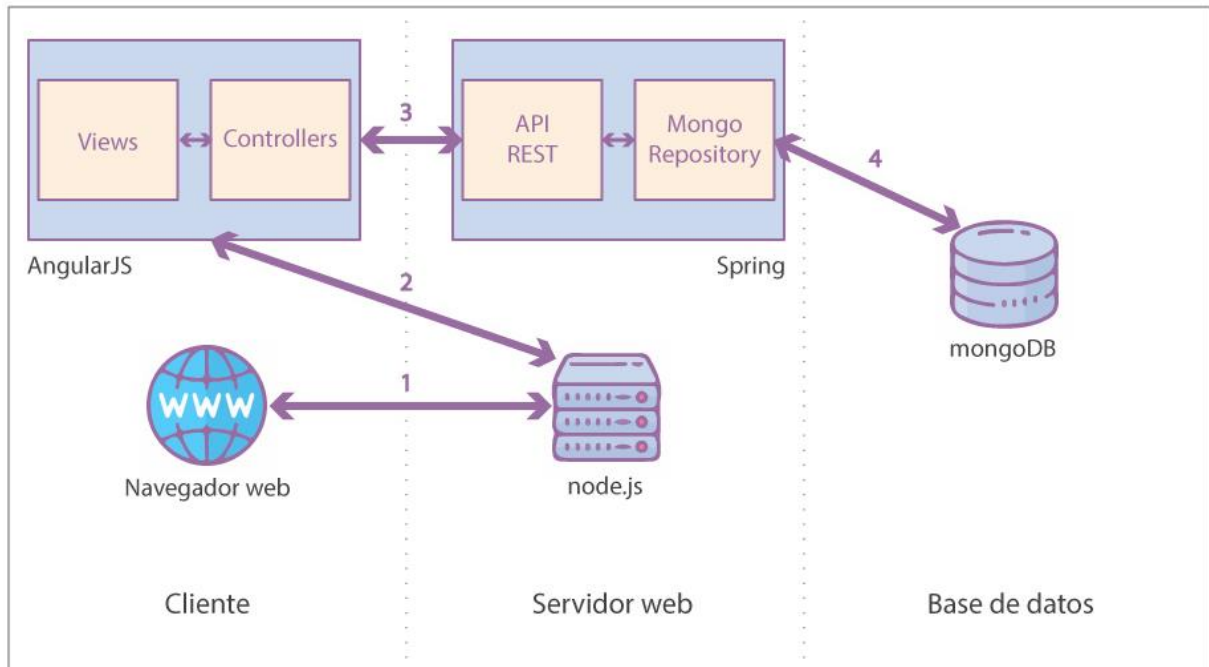 Views
Controllers
3
API
REST
Mongo
Repository
4
AngularJS
Spring
2
mongoDB
WWW
1
Navegador web
node.js
Cliente
Servidor web
Base de datos